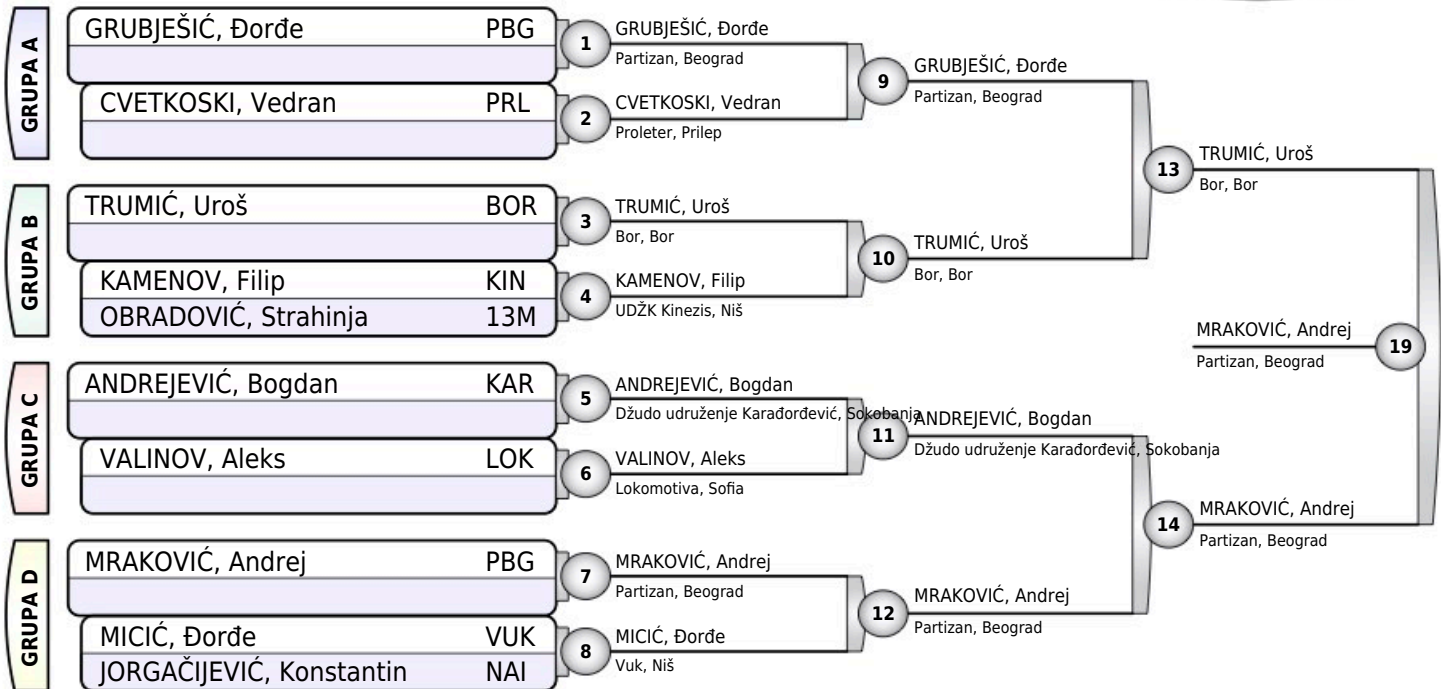 GRUPA A
GRUBJEŠIĆ, Đorđe PBG
CVETKOSKI, Vedran PRL
1
GRUBJEŠIĆ, Đorđe
Partizan, Beograd
2
CVETKOSKI, Vedran
Proleter, Prilep
9
GRUBJEŠIĆ, Đorđe
Partizan, Beograd
GRUPA B
TRUMIĆ, Uroš BOR
KAMENOV, Filip KIN
OBRADOVIĆ, Strahinja 13M
3
TRUMIĆ, Uroš
Bor, Bor
4
KAMENOV, Filip
UDŽK Kinezis, Niš
10
TRUMIĆ, Uroš
Bor, Bor
13
TRUMIĆ, Uroš
Bor, Bor
GRUPA C
ANDREJEVIĆ, Bogdan KAR
VALINOV, Aleks LOK
5
ANDREJEVIĆ, Bogdan
Džudo udruženje Karađorđević, Sokobanja
6
VALINOV, Aleks
Lokomotiva, Sofia
11
ANDREJEVIĆ, Bogdan
Džudo udruženje Karađorđević, Sokobanja
GRUPA D
MRAKOVIĆ, Andrej PBG
MICIĆ, Đorđe VUK
JORGAČIJEVIĆ, Konstantin NAI
7
MRAKOVIĆ, Andrej
Partizan, Beograd
8
MICIĆ, Đorđe
Vuk, Niš
12
MRAKOVIĆ, Andrej
Partizan, Beograd
14
MRAKOVIĆ, Andrej
Partizan, Beograd
MRAKOVIĆ, Andrej
Partizan, Beograd
19